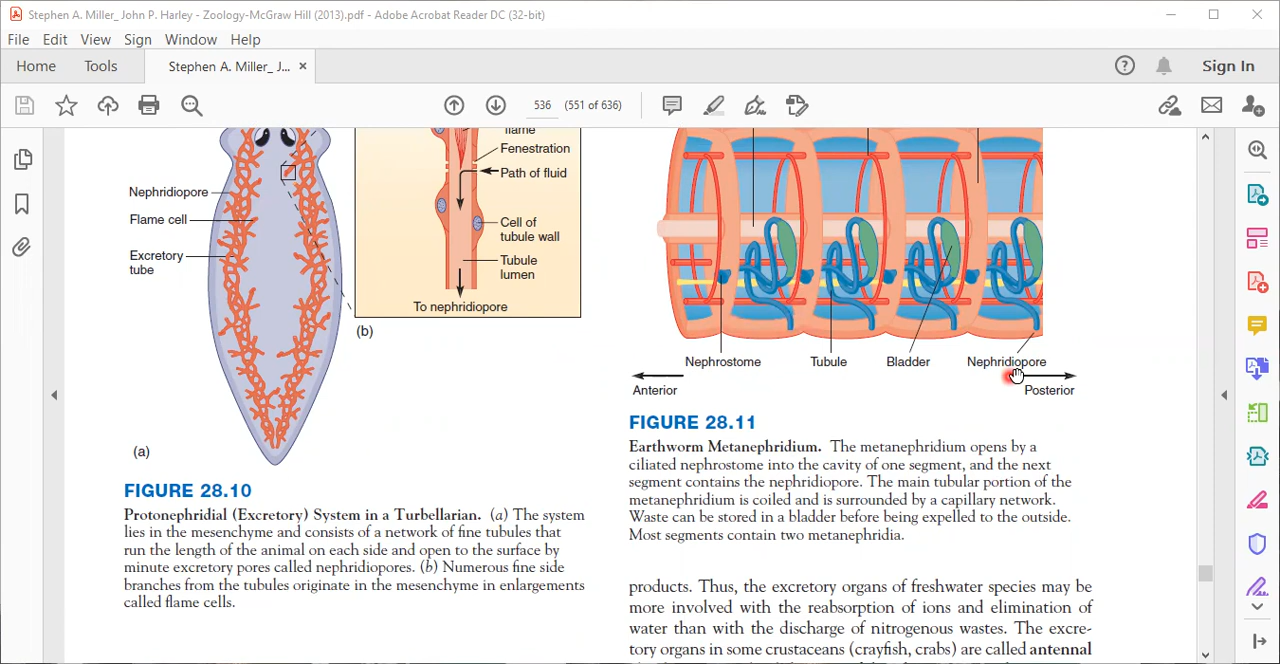 Stephen A. Miller_ John P. Harley - Zoology-McGraw Hill (2013).pdf - Adobe Acrobat Reader DC (32-bit)
File Edit View Sign Window Help
Home Tools Stephen A. Miller_ J... × Sign In
536 (551 of 636)
flame
Fenestration
Path of fluid
Cell of
tubule wall
Tubule
lumen
To nephridiopore
(b)
Nephridiopore
Flame cell
Excretory
tube
(a)
FIGURE 28.10
Protonephridial (Excretory) System in a Turbellarian. (a) The system
lies in the mesenchyme and consists of a network of fine tubules that
run the length of the animal on each side and open to the surface by
minute excretory pores called nephridiopores. (b) Numerous fine side
branches from the tubules originate in the mesenchyme in enlargements
called flame cells.
Nephrostome Tubule Bladder Nephridiopore
Anterior Posterior
FIGURE 28.11
Earthworm Metanephridium. The metanephridium opens by a
ciliated nephrostome into the cavity of one segment, and the next
segment contains the nephridiopore. The main tubular portion of the
metanephridium is coiled and is surrounded by a capillary network.
Waste can be stored in a bladder before being expelled to the outside.
Most segments contain two metanephridia.
products. Thus, the excretory organs of freshwater species may be
more involved with the reabsorption of ions and elimination of
water than with the discharge of nitrogenous wastes. The excre-
tory organs in some crustaceans (crayfish, crabs) are called antennal